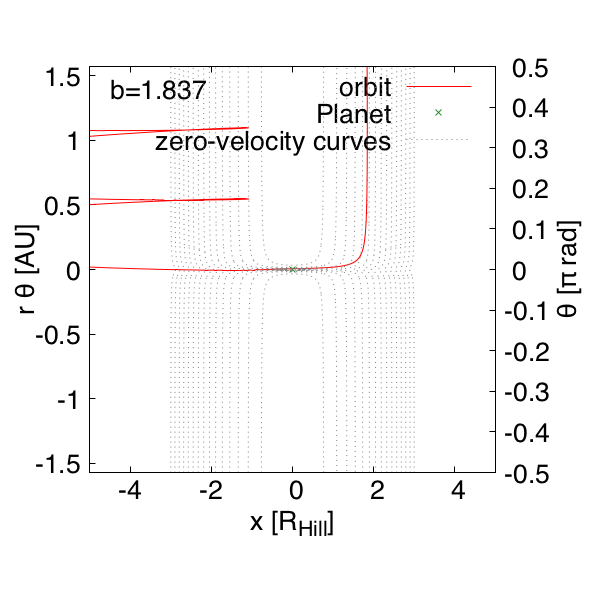 b=1.837
orbit
Planet
zero-velocity curves
1.5
1
0.5
0
-0.5
-1
-1.5
r θ [AU]
0.5
0.4
0.3
0.2
0.1
0
-0.1
-0.2
-0.3
-0.4
-0.5
θ [π rad]
-4 -2 0 2 4
x [R_Hill]